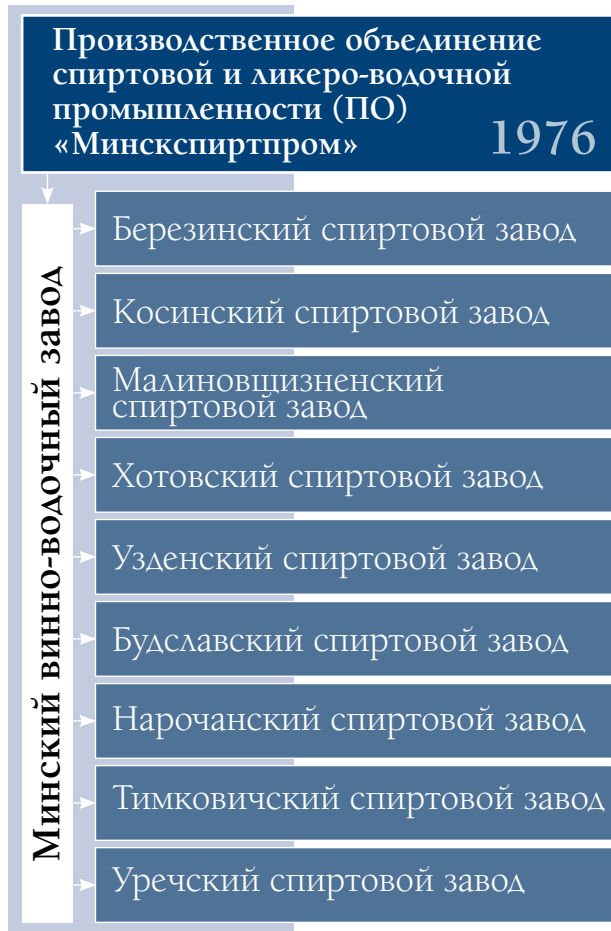 Производственное объединение
спиртовой и ликеро-водочной
промышленности (ПО)
«Минскспиртпром»
1976
Минский винно-водочный завод
Березинский спиртовой завод
Косинский спиртовой завод
Малиновщизненский
спиртовой завод
Хотовский спиртовой завод
Узденский спиртовой завод
Будславский спиртовой завод
Нарочанский спиртовой завод
Тимковичский спиртовой завод
Уречский спиртовой завод